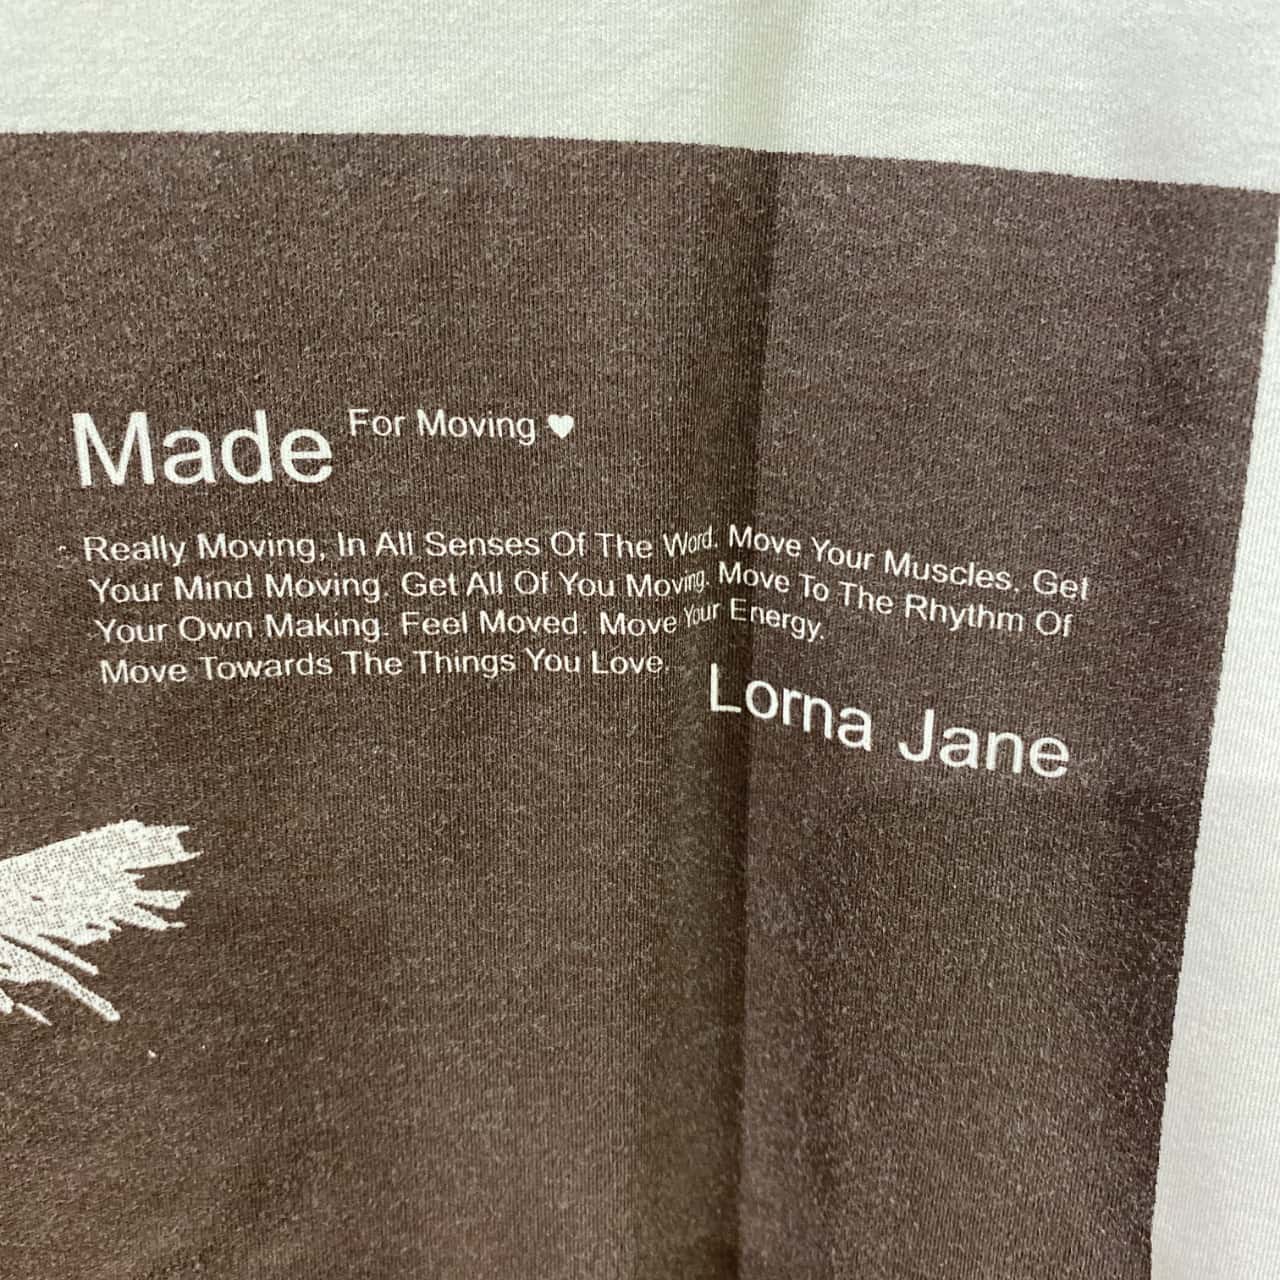 Made For Moving ♥
Really Moving, In All Senses Of The Word. Move Your Muscles. Get
Your Mind Moving. Get All Of You Moving. Move To The Rhythm Of
Your Own Making. Feel Moved. Move Your Energy.
Move Towards The Things You Love.
Lorna Jane